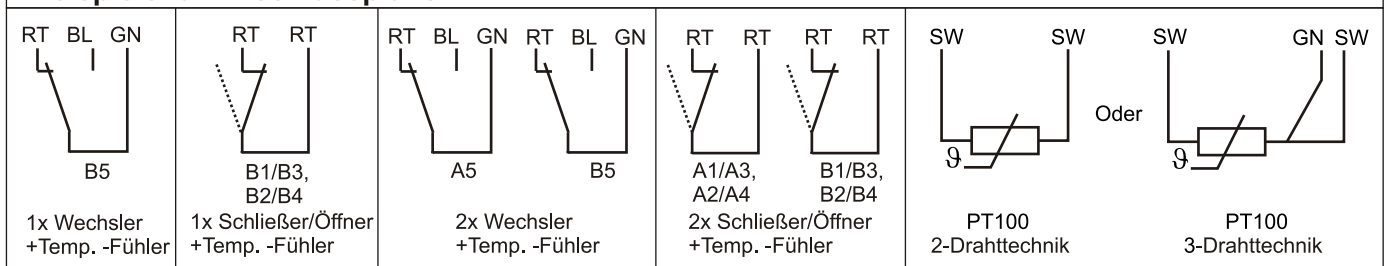 RT BL GN
B5
1x Wechsler
+Temp. -Fühler
RT RT
B1/B3,
B2/B4
1x Schließer/Öffner
+Temp. -Fühler
RT BL GN RT BL GN
A5 B5
2x Wechsler
+Temp. -Fühler
RT RT RT RT
A1/A3, B1/B3,
A2/A4 B2/B4
2x Schließer/Öffner
+Temp. -Fühler
SW SW
ϑ
PT100
2-Drahttechnik
Oder
SW GN SW
ϑ
PT100
3-Drahttechnik